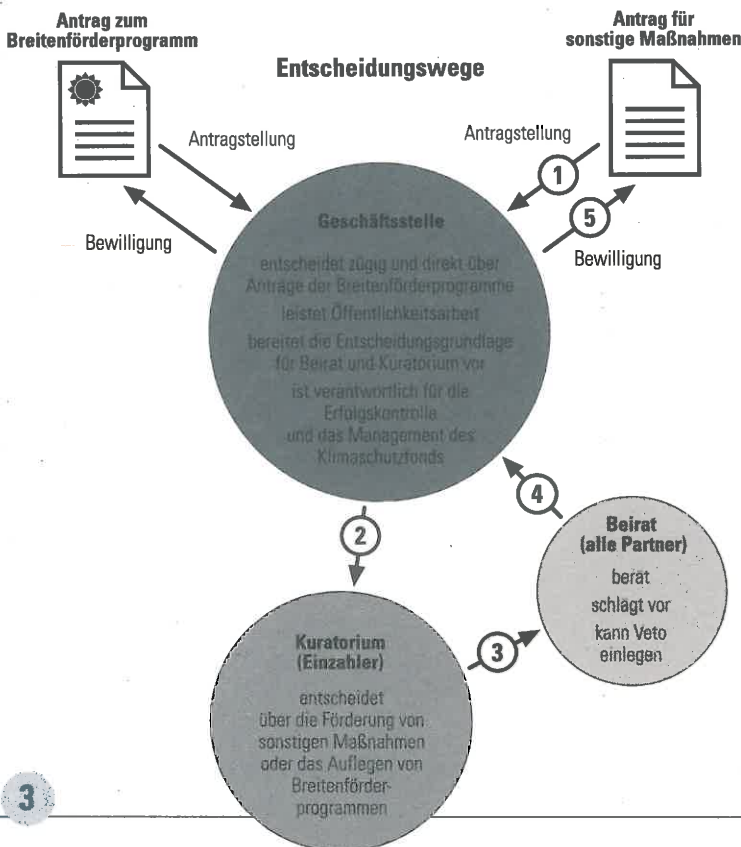 Antrag zum
Breitenförderprogramm
Antrag für
sonstige Maßnahmen
Entscheidungswege
Antragstellung
Bewilligung
Antragstellung
1
5
Bewilligung
Geschäftsstelle
entscheidet zügig und direkt über
Anträge der Breitenförderprogramme
leistet Öffentlichkeitsarbeit
bereitet die Entscheidungsgrundlage
für Beirat und Kuratorium vor
ist verantwortlich für die
Erfolgskontrolle
und das Management des
Klimaschutzfonds
2
4
Beirat
(alle Partner)
berät
schlägt vor
kann Veto
einlegen
3
Kuratorium
(Einzahler)
entscheidet
über die Förderung von
sonstigen Maßnahmen
oder das Auflegen von
Breitenförder-
programmen
3